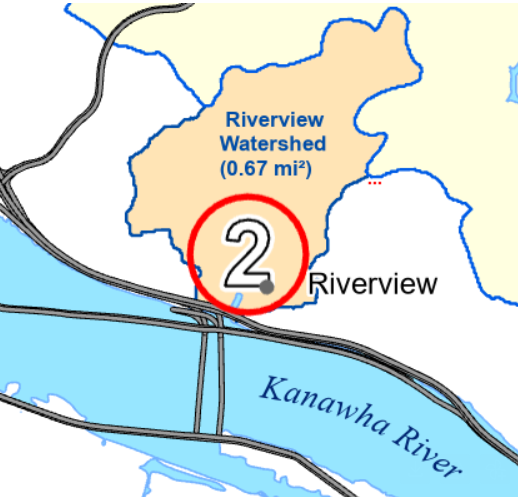 Riverview
Watershed
(0.67 mi²)
2
Riverview
Kanawha River